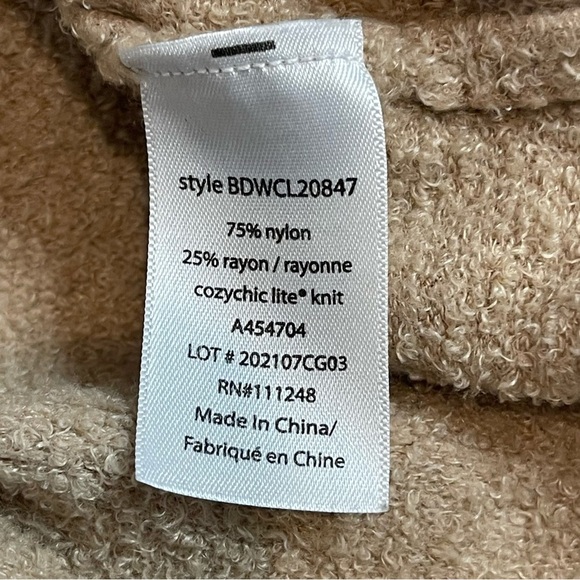 style BDWCL20847
75% nylon
25% rayon / rayonne
cozychic lite® knit
A454704
LOT # 202107CG03
RN#111248
Made In China/
Fabriqué en Chine